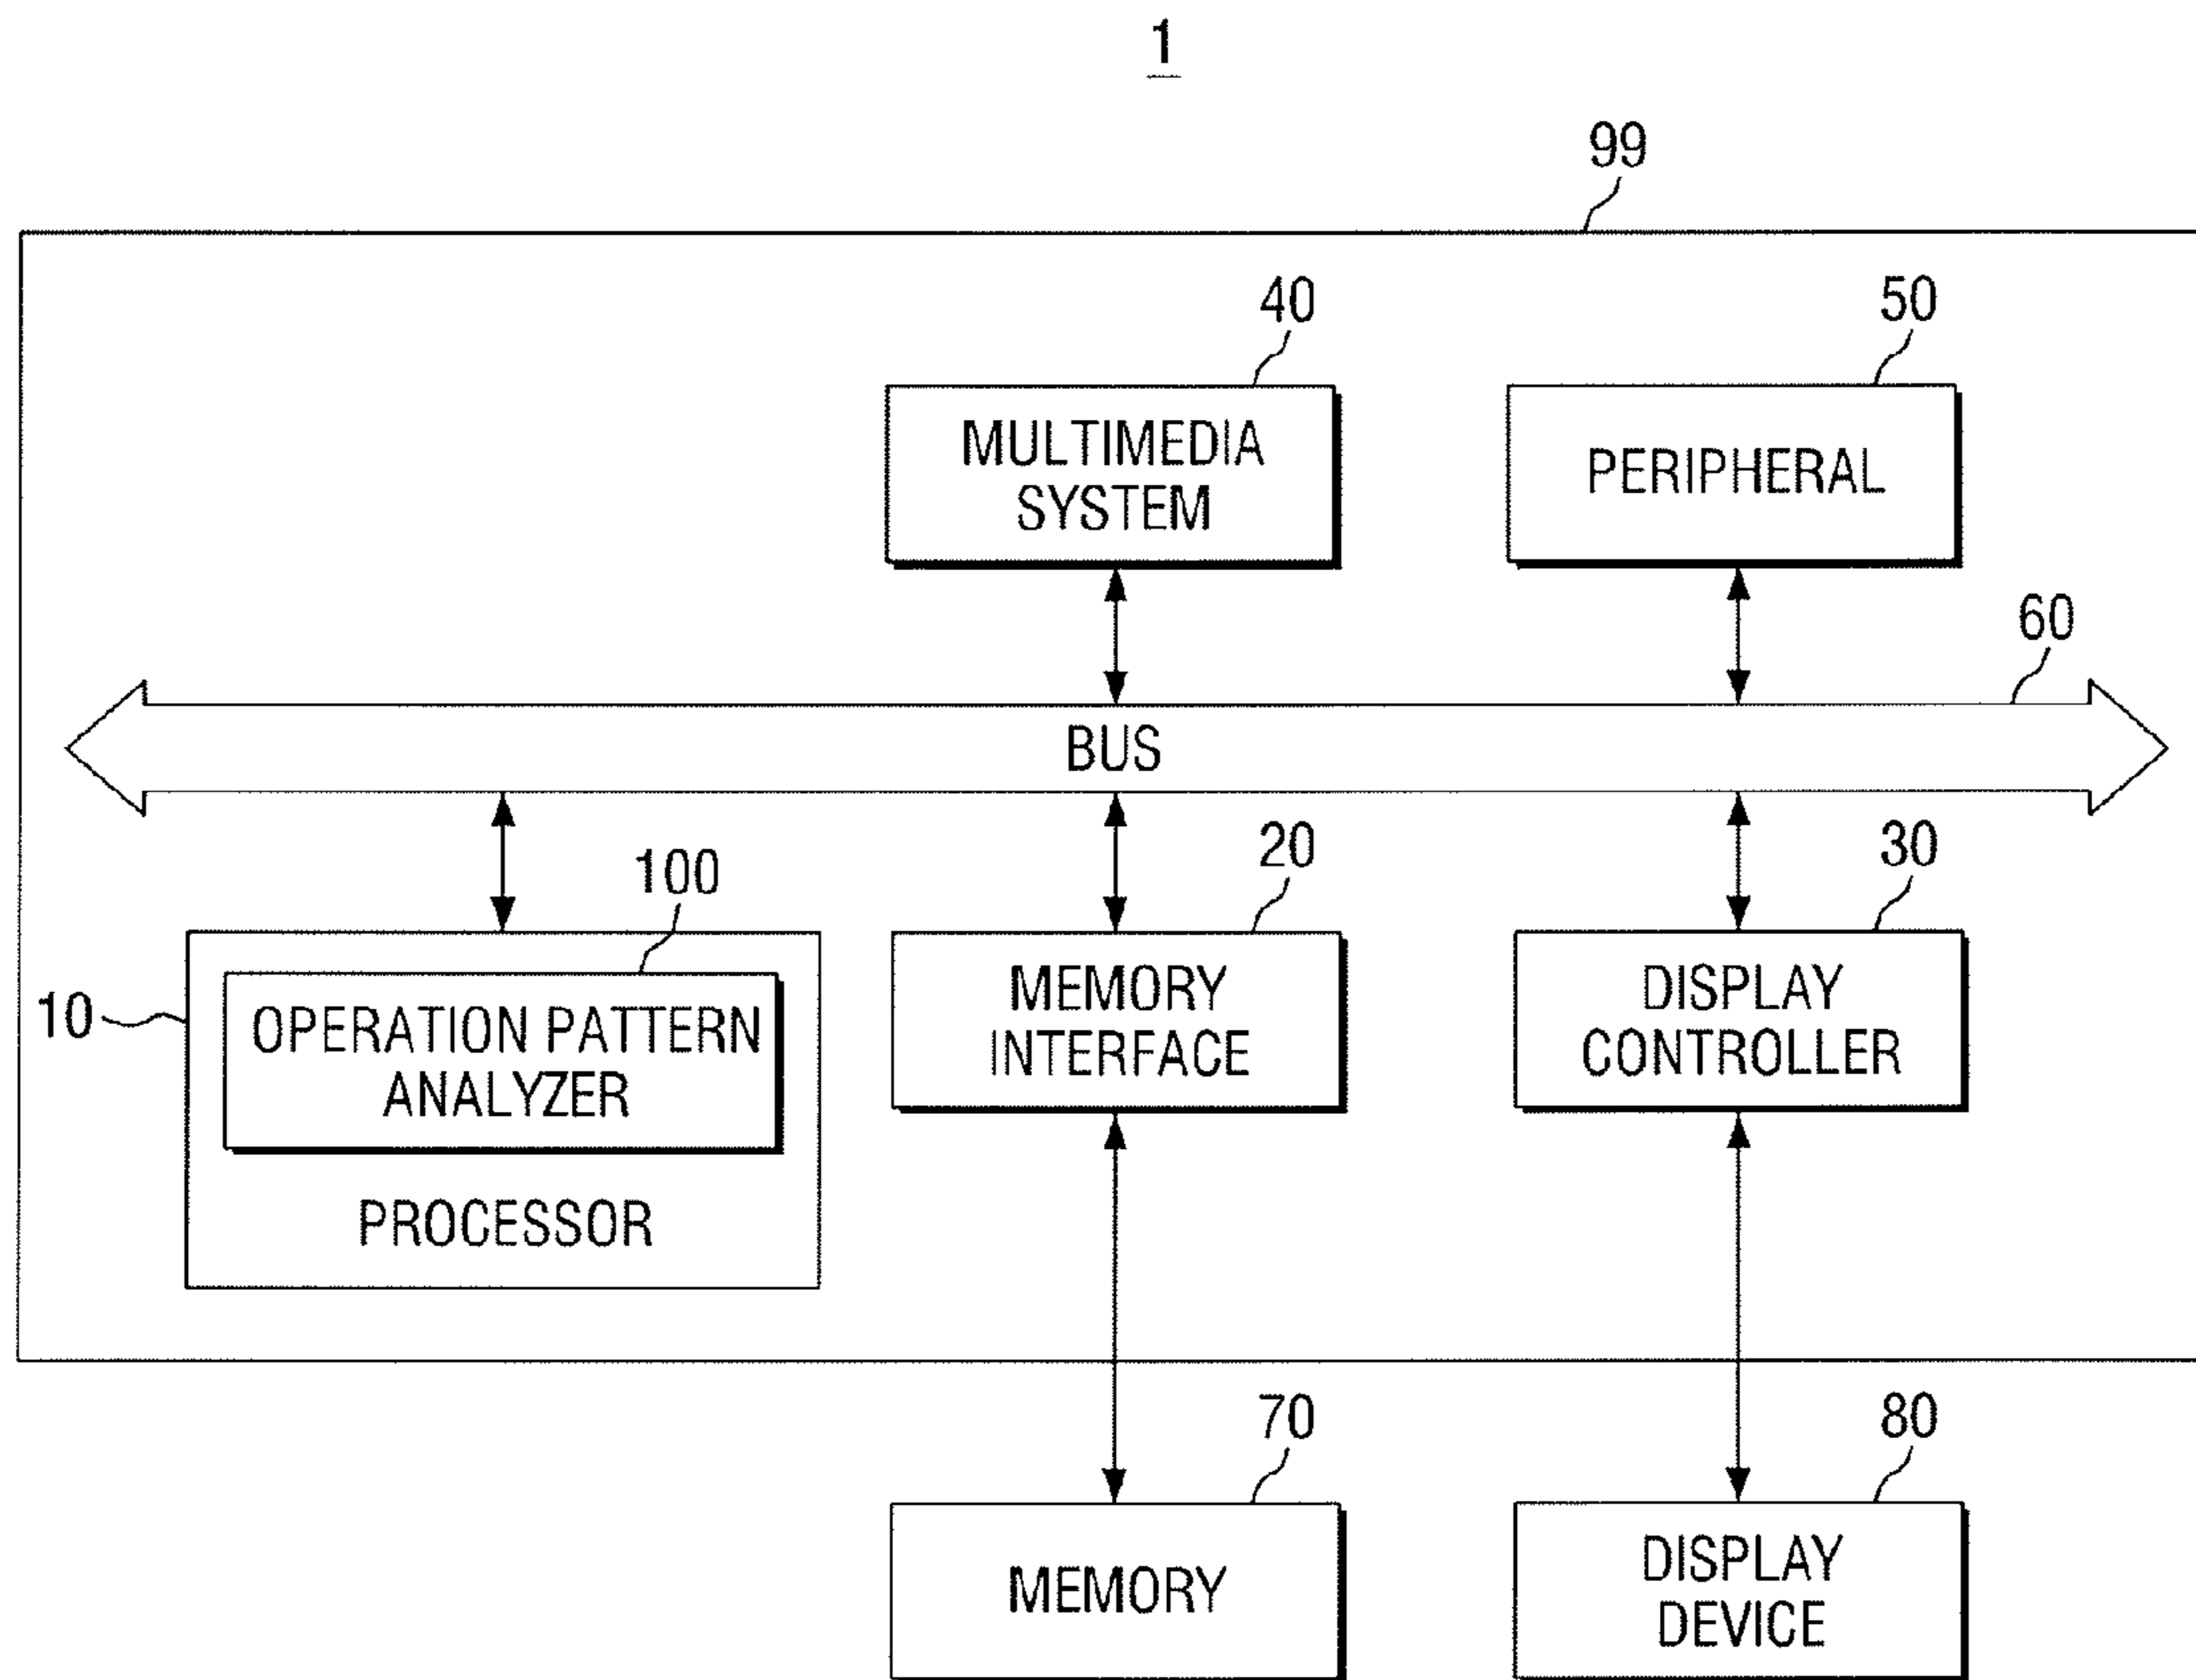 1
99
40
50
MULTIMEDIA
SYSTEM
PERIPHERAL
60
BUS
100
20
30
10
OPERATION PATTERN
ANALYZER
PROCESSOR
MEMORY
INTERFACE
DISPLAY
CONTROLLER
70
80
MEMORY
DISPLAY
DEVICE